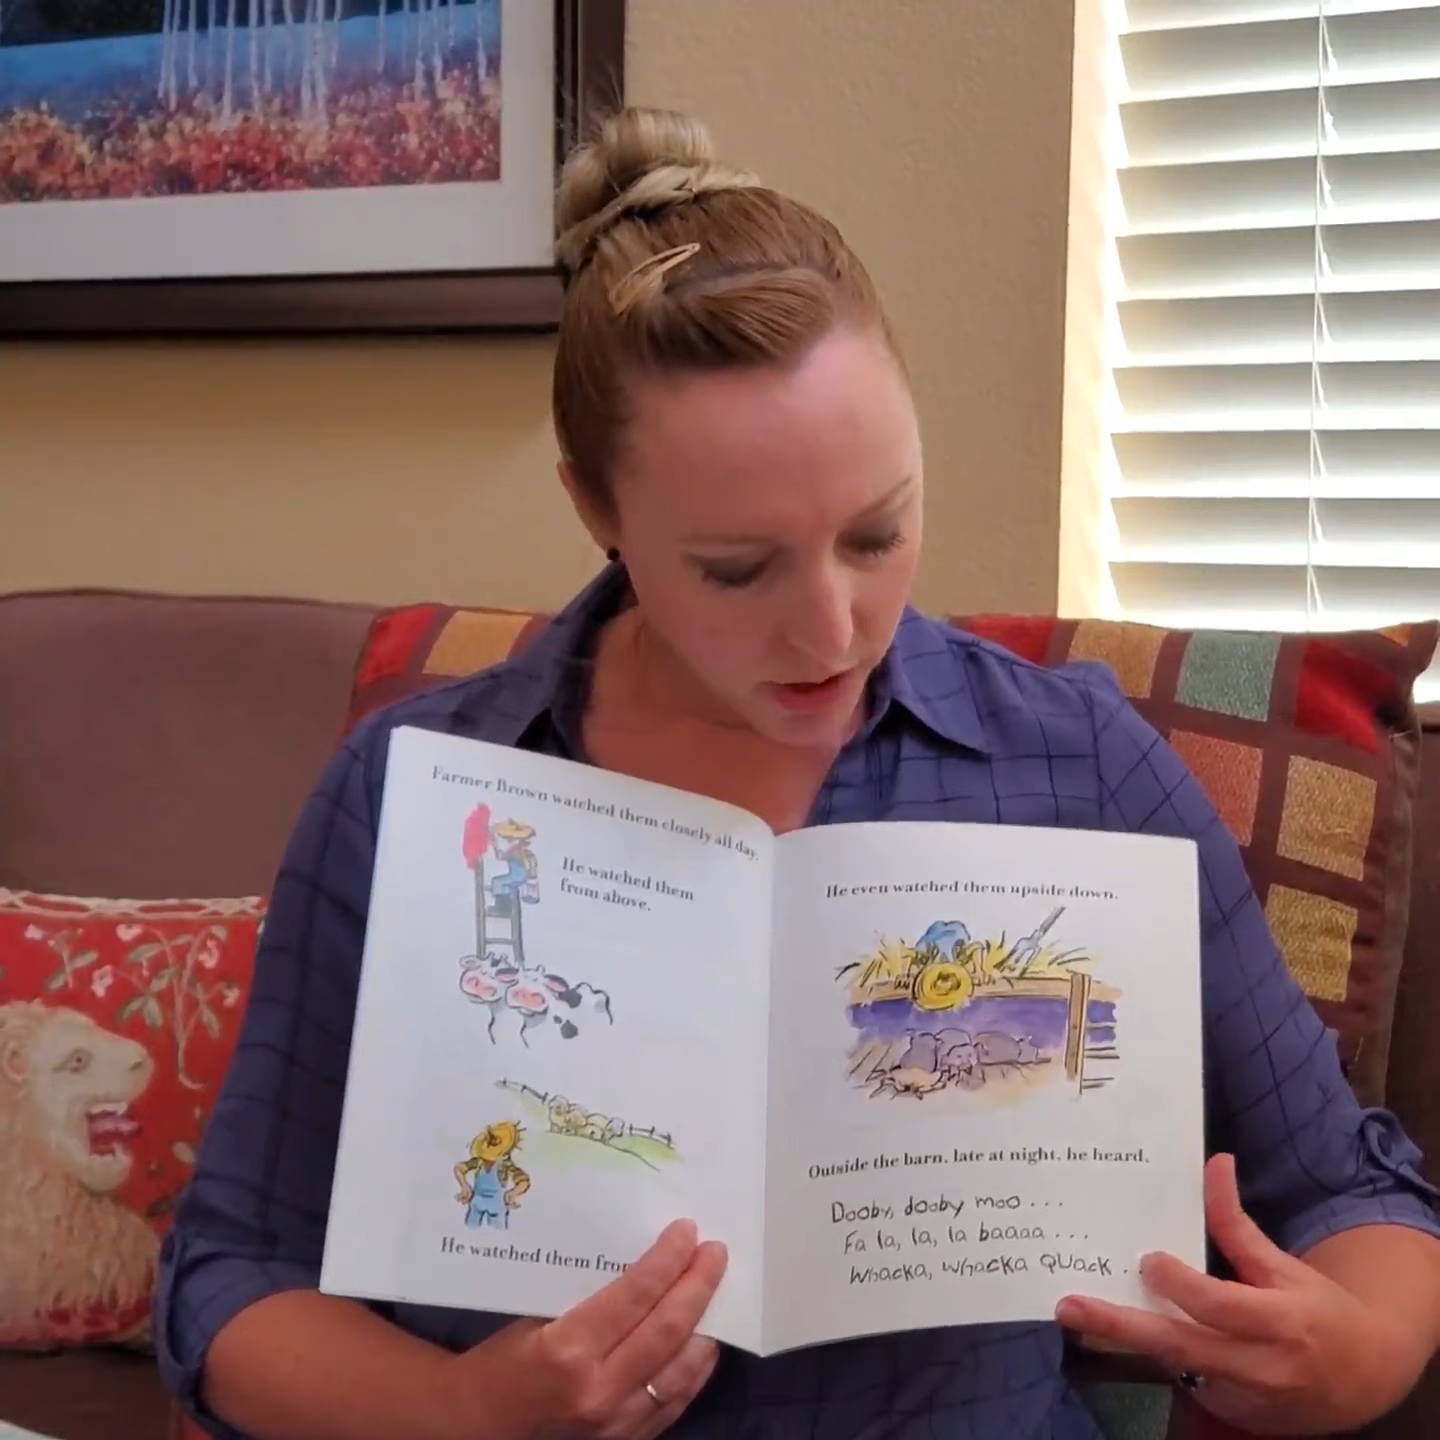 Farmer Brown watched them closely all day.
He watched them
from above.
He watched them
He even watched them upside down.
Outside the barn, late at night, he heard,
Dooby, dooby moo . . .
Fa la, la, la baaaa . . .
Whacka, whacka quack . .